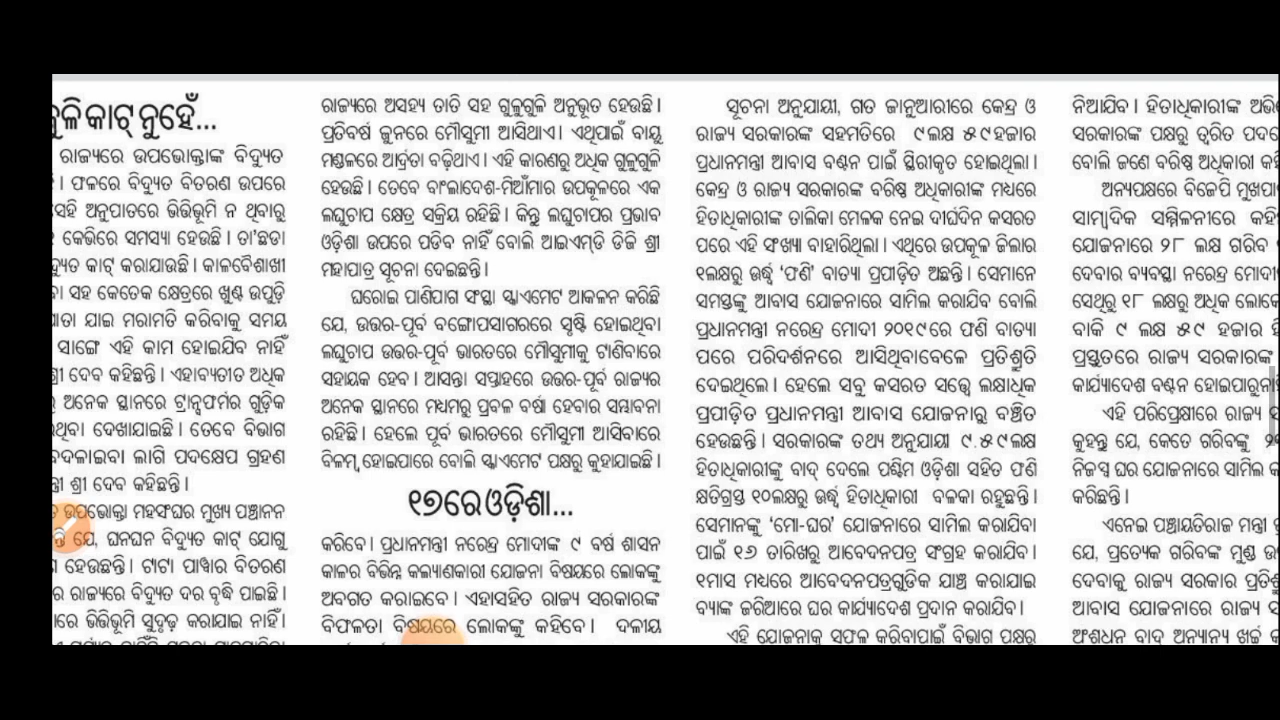 ରାଜ୍ୟରେ ଉପଭୋକ୍ତାଙ୍କ ବିଦ୍ୟୁତ
। ଫଳରେ ବିଦ୍ୟୁତ ବିତରଣ ଉପରେ
ଅନୁପାତରେ ଭିତ୍ତିଭୂମି ନ ଥିବାରୁ
କେଭିରେ ସମସ୍ୟା ହେଉଛି। ତା'ଛଡା
କାଟ୍ କରାଯାଉଛି। କାଳବୈଶାଖୀ
ସହ କେତେକ କ୍ଷେତ୍ରରେ ଖୁଣ୍ଟ ଉପୁଡ଼ି
ଯାଇ ମରାମତି କରିବାକୁ ସମୟ
ସାଙ୍ଗେ ଏହି କାମ ହୋଇଯିବ ନାହିଁ
ଶ୍ରୀ ଦେବ କହିଛନ୍ତି। ଏହାବ୍ୟତୀତ ଅଧିକ
ଅନେକ ସ୍ଥାନରେ ଟ୍ରାନ୍ସଫର୍ମର ଗୁଡ଼ିକ
ଦେଖାଯାଇଛି। ତେବେ ବିଭାଗ
ବଦଳାଇବା ଲାଗି ପଦକ୍ଷେପ ଗ୍ରହଣ
ଶ୍ରୀ ଦେବ କହିଛନ୍ତି।
ଉପଭୋକ୍ତା ମହାସଂଘର ମୁଖ୍ୟ ପଞ୍ଚାନନ
ଯେ, ଘନଘନ ବିଦ୍ୟୁତ କାଟ୍ ଯୋଗୁ
ହେଉଛନ୍ତି। ଟାଟା ପାୱାର ବିତରଣ
ରାଜ୍ୟରେ ବିଦ୍ୟୁତ ଦର ବୃଦ୍ଧି ପାଇଛି।
ଭିତ୍ତିଭୂମି ସୁଦୃଢ଼ କରାଯାଇ ନାହିଁ।
ରାଜ୍ୟରେ ଅସହ୍ୟ ତାତି ସହ ଗୁଳୁଗୁଳି ଅନୁଭୂତ ହେଉଛି।
ପ୍ରତିବର୍ଷ ଜୁନରେ ମୌସୁମୀ ଆସିଥାଏ। ଏଥିପାଇଁ ବାୟୁ
ମଣ୍ଡଳରେ ଆର୍ଦ୍ରତା ବଢ଼ିଥାଏ। ଏହି କାରଣରୁ ଅଧିକ ଗୁଳୁଗୁଳି
ହେଉଛି। ତେବେ ବାଂଲାଦେଶ-ମିଆଁମାର ଉପକୂଳରେ ଏକ
ଲଘୁଚାପ କ୍ଷେତ୍ର ସକ୍ରିୟ ରହିଛି। କିନ୍ତୁ ଲଘୁଚାପର ପ୍ରଭାବ
ଓଡ଼ିଶା ଉପରେ ପଡିବ ନାହିଁ ବୋଲି ଆଇଏମ୍‌ଡି ଡିଜି ଶ୍ରୀ
ମହାପାତ୍ର ସୂଚନା ଦେଇଛନ୍ତି।
ଘରୋଇ ପାଣିପାଗ ସଂସ୍ଥା ସ୍କାଏମେଟ ଆକଳନ କରିଛି
ଯେ, ଉତ୍ତର-ପୂର୍ବ ବଙ୍ଗୋପସାଗରରେ ସୃଷ୍ଟି ହୋଇଥିବା
ଲଘୁଚାପ ଉତ୍ତର-ପୂର୍ବ ଭାରତରେ ମୌସୁମୀକୁ ଟାଣିବାରେ
ସହାୟକ ହେବ। ଆସନ୍ତା ସପ୍ତାହରେ ଉତ୍ତର-ପୂର୍ବ ରାଜ୍ୟର
ଅନେକ ସ୍ଥାନରେ ମଧ୍ୟମରୁ ପ୍ରବଳ ବର୍ଷା ହେବାର ସମ୍ଭାବନା
ରହିଛି। ହେଲେ ପୂର୍ବ ଭାରତରେ ମୌସୁମୀ ଆସିବାରେ
ବିଳମ୍ବ ହୋଇପାରେ ବୋଲି ସ୍କାଏମେଟ ପକ୍ଷରୁ କୁହାଯାଇଛି।
୧୭ରେ ଓଡ଼ିଶା...
କରିବେ। ପ୍ରଧାନମନ୍ତ୍ରୀ ନରେନ୍ଦ୍ର ମୋଦୀଙ୍କ ୯ ବର୍ଷ ଶାସନ
କାଳର ବିଭିନ୍ନ କଲ୍ୟାଣକାରୀ ଯୋଜନା ବିଷୟରେ ଲୋକଙ୍କୁ
ଅବଗତ କରାଇବେ। ଏହାସହିତ ରାଜ୍ୟ ସରକାରଙ୍କ
ବିଫଳତା ବିଷୟରେ ଲୋକଙ୍କୁ କହିବେ। ଦଳୀୟ
ସୂଚନା ଅନୁଯାୟୀ, ଗତ ଜାନୁଆରୀରେ କେନ୍ଦ୍ର ଓ
ରାଜ୍ୟ ସରକାରଙ୍କ ସହମତିରେ ୯ଲକ୍ଷ ୫୯ହଜାର
ପ୍ରଧାନମନ୍ତ୍ରୀ ଆବାସ ବଣ୍ଟନ ପାଇଁ ସ୍ଥିରୀକୃତ ହୋଇଥିଲା।
କେନ୍ଦ୍ର ଓ ରାଜ୍ୟ ସରକାରଙ୍କ ବରିଷ୍ଠ ଅଧିକାରୀଙ୍କ ମଧ୍ୟରେ
ହିତାଧିକାରୀଙ୍କ ତାଲିକା ମେଳକ ନେଇ ଦୀର୍ଘଦିନ କସରତ
ପରେ ଏହି ସଂଖ୍ୟା ବାହାରିଥିଲା। ଏଥିରେ ଉପକୂଳ ଜିଲାର
୧ଲକ୍ଷରୁ ଊର୍ଦ୍ଧ୍ୱ 'ଫଣି' ବାତ୍ୟା ପ୍ରପୀଡ଼ିତ ଅଛନ୍ତି। ସେମାନେ
ସମସ୍ତଙ୍କୁ ଆବାସ ଯୋଜନାରେ ସାମିଲ କରାଯିବ ବୋଲି
ପ୍ରଧାନମନ୍ତ୍ରୀ ନରେନ୍ଦ୍ର ମୋଦୀ ୨୦୧୯ରେ ଫଣି ବାତ୍ୟା
ପରେ ପରିଦର୍ଶନରେ ଆସିଥିବାବେଳେ ପ୍ରତିଶ୍ରୁତି
ଦେଇଥିଲେ। ହେଲେ ସବୁ କସରତ ସତ୍ତ୍ୱେ ଲକ୍ଷାଧିକ
ପ୍ରପୀଡ଼ିତ ପ୍ରଧାନମନ୍ତ୍ରୀ ଆବାସ ଯୋଜନାରୁ ବଞ୍ଚିତ
ହେଉଛନ୍ତି। ସରକାରଙ୍କ ତଥ୍ୟ ଅନୁଯାୟୀ ୯.୫୯ଲକ୍ଷ
ହିତାଧିକାରୀଙ୍କୁ ବାଦ୍ ଦେଲେ ପଶ୍ଚିମ ଓଡ଼ିଶା ସହିତ ଫଣି
କ୍ଷତିଗ୍ରସ୍ତ ୧୦ଲକ୍ଷରୁ ଊର୍ଦ୍ଧ୍ୱ ହିତାଧିକାରୀ ବଳକା ରହୁଛନ୍ତି।
ସେମାନଙ୍କୁ 'ମୋ-ଘର' ଯୋଜନାରେ ସାମିଲ କରାଯିବା
ପାଇଁ ୧୬ ତାରିଖରୁ ଆବେଦନପତ୍ର ସଂଗ୍ରହ କରାଯିବ।
୧ମାସ ମଧ୍ୟରେ ଆବେଦନପତ୍ରଗୁଡିକ ଯାଞ୍ଚ କରାଯାଇ
ବ୍ୟାଙ୍କ ଜରିଆରେ ଘର କାର୍ଯ୍ୟାଦେଶ ପ୍ରଦାନ କରାଯିବ।
ଏହି ଯୋଜନାକୁ ସଫଳ କରିବାପାଇଁ ବିଭାଗ ପକ୍ଷରୁ
ନିଆଯିବ। ହିତାଧିକାରୀଙ୍କ
ସରକାରଙ୍କ ପକ୍ଷରୁ ତ୍ୱରିତ
ବୋଲି ଜଣେ ବରିଷ୍ଠ ଅଧିକାରୀ
ଅନ୍ୟପକ୍ଷରେ ବିଜେପି
ସାମ୍ବାଦିକ ସମ୍ମିଳନୀରେ
ଯୋଜନାରେ ୨୮ ଲକ୍ଷ ଗରିବ
ଦେବାର ବ୍ୟବସ୍ଥା ନରେନ୍ଦ୍ର
ସେଥିରୁ ୧୮ ଲକ୍ଷରୁ ଅଧିକ
ବାକି ୯ ଲକ୍ଷ ୫୯ ହଜାର
ପ୍ରସ୍ତୁତରେ ରାଜ୍ୟ ସରକାରଙ୍କ
କାର୍ଯ୍ୟାଦେଶ ବଣ୍ଟନ
ଏହି ପରିପ୍ରେକ୍ଷୀରେ ରାଜ୍ୟ
କୁହନ୍ତୁ ଯେ, କେତେ ଗରିବଙ୍କୁ
ନିଜସ୍ୱ ଘର ଯୋଜନାରେ ସାମିଲ
କରିଛନ୍ତି।
ଏନେଇ ପଞ୍ଚାୟତିରାଜ ମନ୍ତ୍ରୀ
ଯେ, ପ୍ରତ୍ୟେକ ଗରିବଙ୍କ ମୁଣ୍ଡ
ଦେବାକୁ ରାଜ୍ୟ ସରକାର
ଆବାସ ଯୋଜନାରେ ରାଜ୍ୟ
ଅଂଶଧନ ବାଦ୍ ଅନ୍ୟାନ୍ୟ ଖର୍ଚ୍ଚ